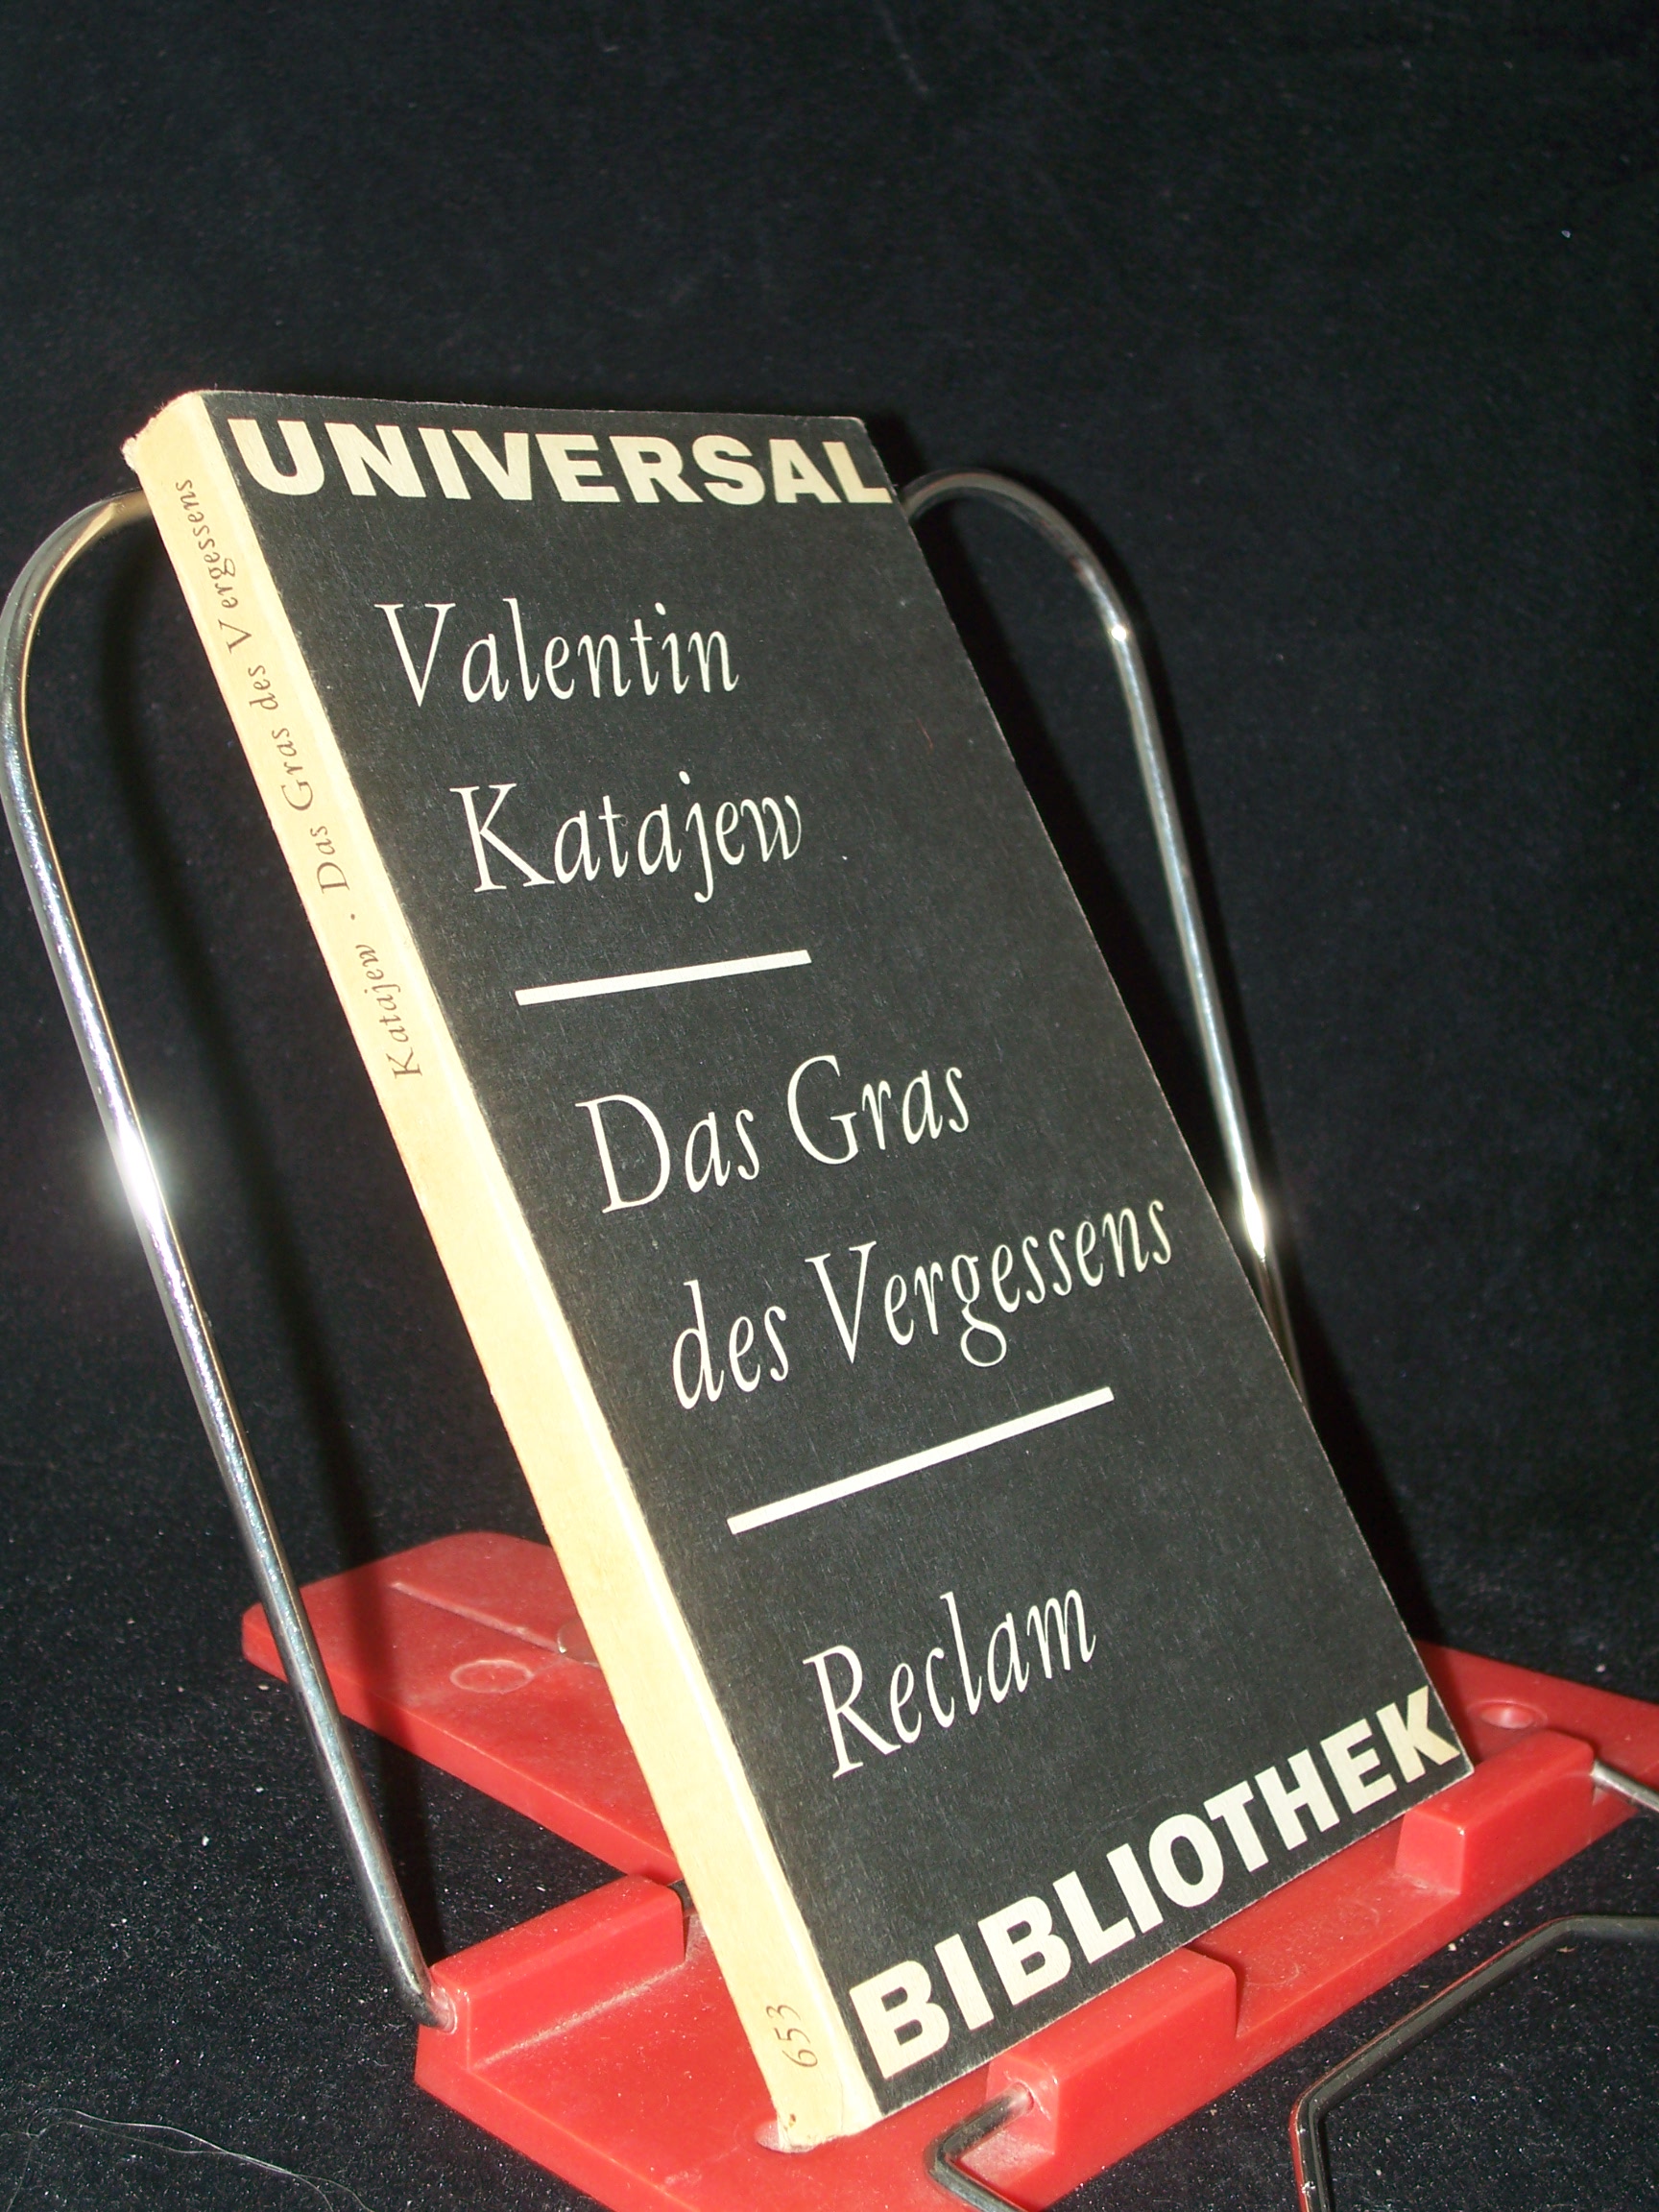 UNIVERSAL
Valentin
Katajew
Das Gras
des Vergessens
Reclam
BIBLIOTHEK
Katajew · Das Gras des Vergessens
653